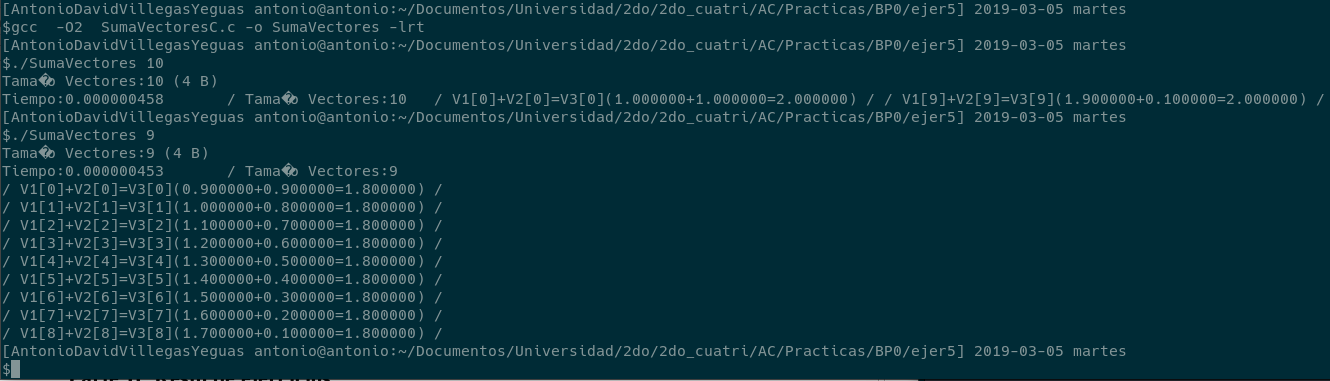 [AntonioDavidVillegasYeguas antonio@antonio:~/Documentos/Universidad/2do/2do_cuatri/AC/Practicas/BP0/ejer5] 2019-03-05 martes
$gcc  -O2  SumaVectoresC.c -o SumaVectores -lrt
[AntonioDavidVillegasYeguas antonio@antonio:~/Documentos/Universidad/2do/2do_cuatri/AC/Practicas/BP0/ejer5] 2019-03-05 martes
$./SumaVectores 10
Tama�o Vectores:10 (4 B)
Tiempo:0.000000458       / Tama�o Vectores:10   / V1[0]+V2[0]=V3[0](1.000000+1.000000=2.000000) / / V1[9]+V2[9]=V3[9](1.900000+0.100000=2.000000) /
[AntonioDavidVillegasYeguas antonio@antonio:~/Documentos/Universidad/2do/2do_cuatri/AC/Practicas/BP0/ejer5] 2019-03-05 martes
$./SumaVectores 9
Tama�o Vectores:9 (4 B)
Tiempo:0.000000453       / Tama�o Vectores:9
/ V1[0]+V2[0]=V3[0](0.900000+0.900000=1.800000) /
/ V1[1]+V2[1]=V3[1](1.000000+0.800000=1.800000) /
/ V1[2]+V2[2]=V3[2](1.100000+0.700000=1.800000) /
/ V1[3]+V2[3]=V3[3](1.200000+0.600000=1.800000) /
/ V1[4]+V2[4]=V3[4](1.300000+0.500000=1.800000) /
/ V1[5]+V2[5]=V3[5](1.400000+0.400000=1.800000) /
/ V1[6]+V2[6]=V3[6](1.500000+0.300000=1.800000) /
/ V1[7]+V2[7]=V3[7](1.600000+0.200000=1.800000) /
/ V1[8]+V2[8]=V3[8](1.700000+0.100000=1.800000) /
[AntonioDavidVillegasYeguas antonio@antonio:~/Documentos/Universidad/2do/2do_cuatri/AC/Practicas/BP0/ejer5] 2019-03-05 martes
$